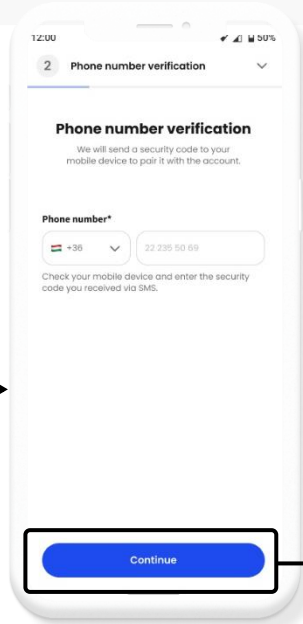 12:00
50%
2 Phone number verification
Phone number verification
We will send a security code to your
mobile device to pair it with the account.
Phone number*
+36
22 235 50 69
Check your mobile device and enter the security
code you received via SMS.
Continue